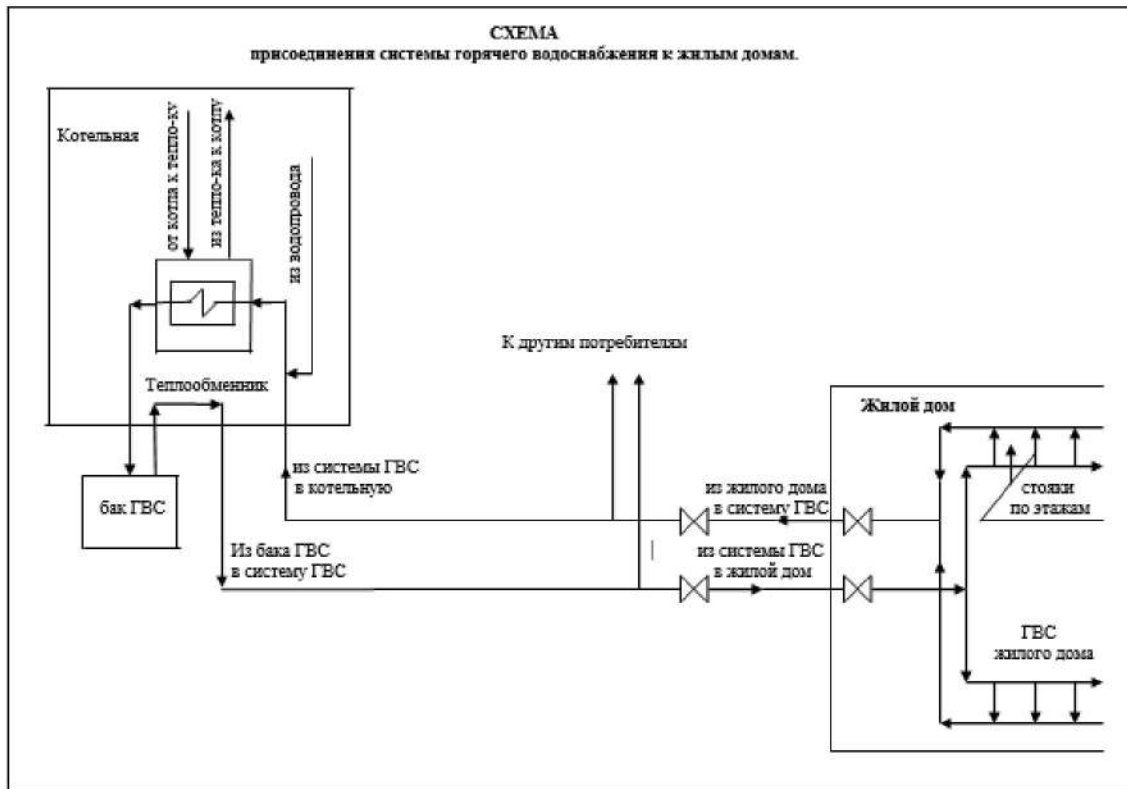 СХЕМА
присоединения системы горячего водоснабжения к жилым домам.
Котельная
от котла к тепло-ку
из тепло-ка к котлу
из водопровода
Теплообменник
бак ГВС
из системы ГВС
в котельную
Из бака ГВС
в систему ГВС
К другим потребителям
из жилого дома
в систему ГВС
из системы ГВС
в жилой дом
Жилой дом
стояки
по этажам
ГВС
жилого дома